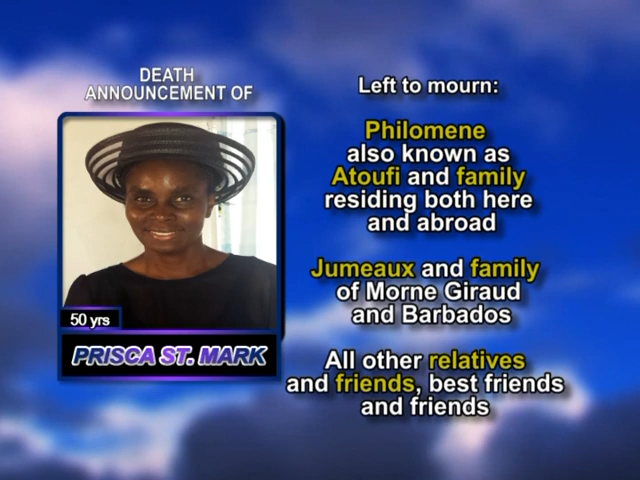 DEATH
ANNOUNCEMENT OF
50 yrs
PRISCA ST. MARK
Left to mourn:
Philomene
also known as
Atoufi and family
residing both here
and abroad
Jumeaux and family
of Morne Giraud
and Barbados
All other relatives
and friends, best friends
and friends